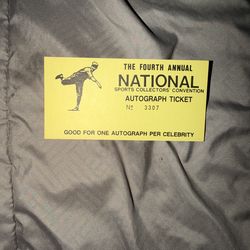 THE FOURTH ANNUAL
NATIONAL
SPORTS COLLECTORS' CONVENTION
AUTOGRAPH TICKET
No 3307
GOOD FOR ONE AUTOGRAPH PER CELEBRITY